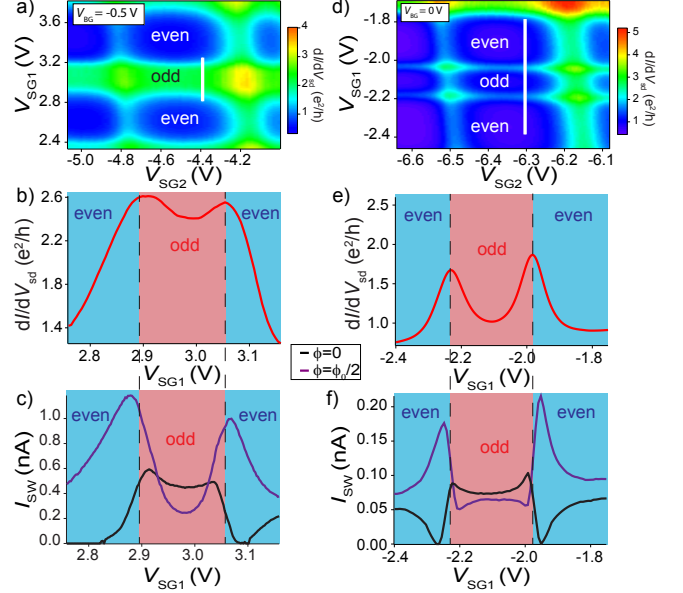 a)
V_BG = -0.5 V
3.6
3.2
2.8
2.4
V_SG1 (V)
even
odd
even
-5.0
-4.8
-4.6
-4.4
-4.2
V_SG2 (V)
4
3
2
1
dI/dV_sd (e²/h)
d)
V_BG = 0 V
-1.8
-2.0
-2.2
-2.4
V_SG1 (V)
even
odd
even
-6.6
-6.5
-6.4
-6.3
-6.2
-6.1
V_SG2 (V)
5
4
3
2
1
dI/dV_sd (e²/h)
b)
2.6
2.2
1.8
1.4
dI/dV_sd (e²/h)
even
odd
even
2.8
2.9
3.0
3.1
V_SG1 (V)
e)
2.5
2.0
1.5
1.0
dI/dV_sd (e²/h)
even
odd
even
-2.4
-2.2
-2.0
-1.8
V_SG1 (V)
ϕ=0
ϕ=ϕ₀/2
c)
1.0
0.8
0.6
0.4
0.2
0.0
I_SW (nA)
even
odd
even
2.8
2.9
3.0
3.1
V_SG1 (V)
f)
0.20
0.15
0.10
0.05
0.00
I_SW (nA)
even
odd
even
-2.4
-2.2
-2.0
-1.8
V_SG1 (V)